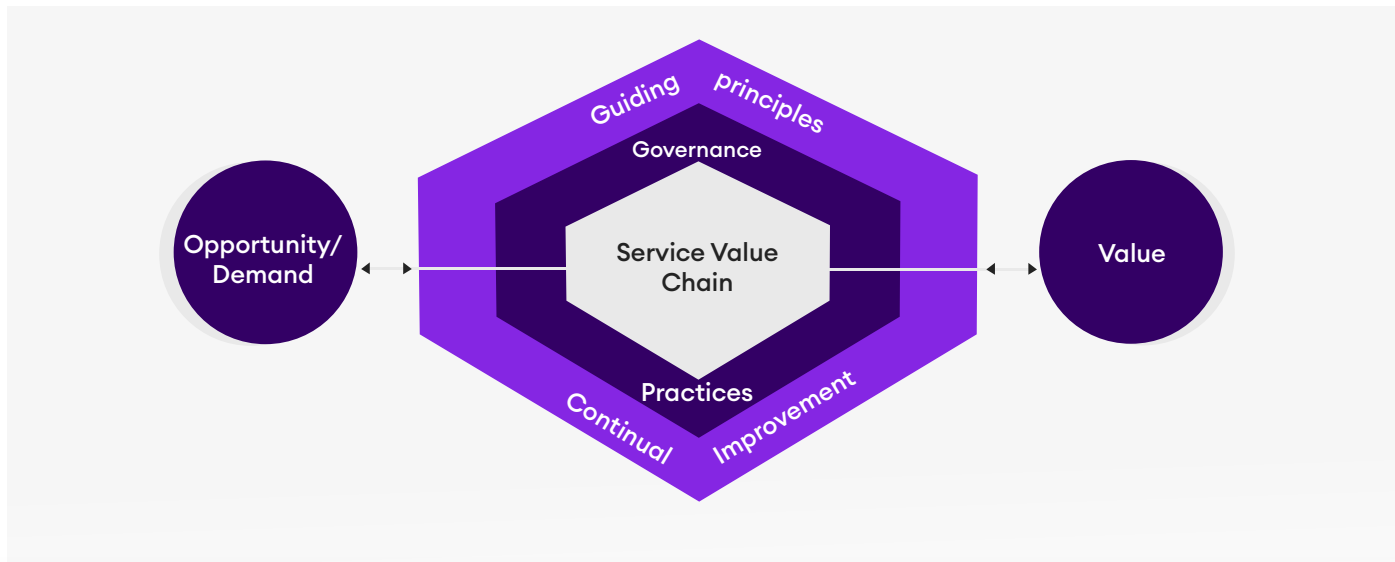 Guiding principles
Governance
Opportunity/
Demand
Service Value
Chain
Value
Practices
Continual Improvement